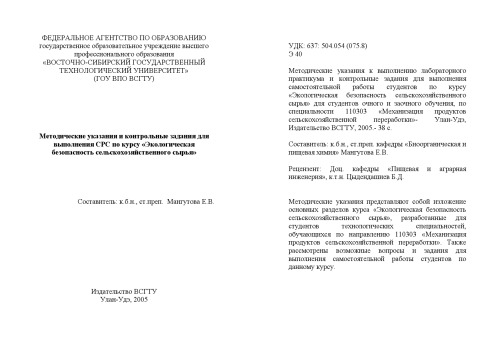 ФЕДЕРАЛЬНОЕ АГЕНТСТВО ПО ОБРАЗОВАНИЮ
государственное образовательное учреждение высшего
профессионального образования
«ВОСТОЧНО-СИБИРСКИЙ ГОСУДАРСТВЕННЫЙ
ТЕХНОЛОГИЧЕСКИЙ УНИВЕРСИТЕТ»
(ГОУ ВПО ВСГТУ)
Методические указания и контрольные задания для
выполнения СРС по курсу «Экологическая
безопасность сельскохозяйственного сырья»
Составитель: к.б.н., ст.преп. Мангутова Е.В.
Издательство ВСГТУ
Улан-Удэ, 2005
УДК: 637: 504.054 (075.8)
Э 40
Методические указания к выполнению лабораторного
практикума и контрольные задания для выполнения
самостоятельной работы студентов по курсу
«Экологическая безопасность сельскохозяйственного
сырья» для студентов очного и заочного обучения, по
специальности 110303 «Механизация продуктов
сельскохозяйственной переработки»- Улан-Удэ,
Издательство ВСГТУ, 2005 - 38 с.
Составитель: к.б.н., ст.преп. кафедры «Биоорганическая и
пищевая химия» Мангутова Е.В.
Рецензент: Доц. кафедры «Пищевая и аграрная
инженерия», к.т.н. Цыдендашиев Б.Д.
Методические указания представляют собой изложение
основных разделов курса «Экологическая безопасность
сельскохозяйственного сырья», разработанные для
студентов технологических специальностей,
обучающихся по направлению 110303 «Механизация
продуктов сельскохозяйственной переработки». Также
рассмотрены возможные вопросы и задания для
выполнения самостоятельной работы студентов по
данному курсу.